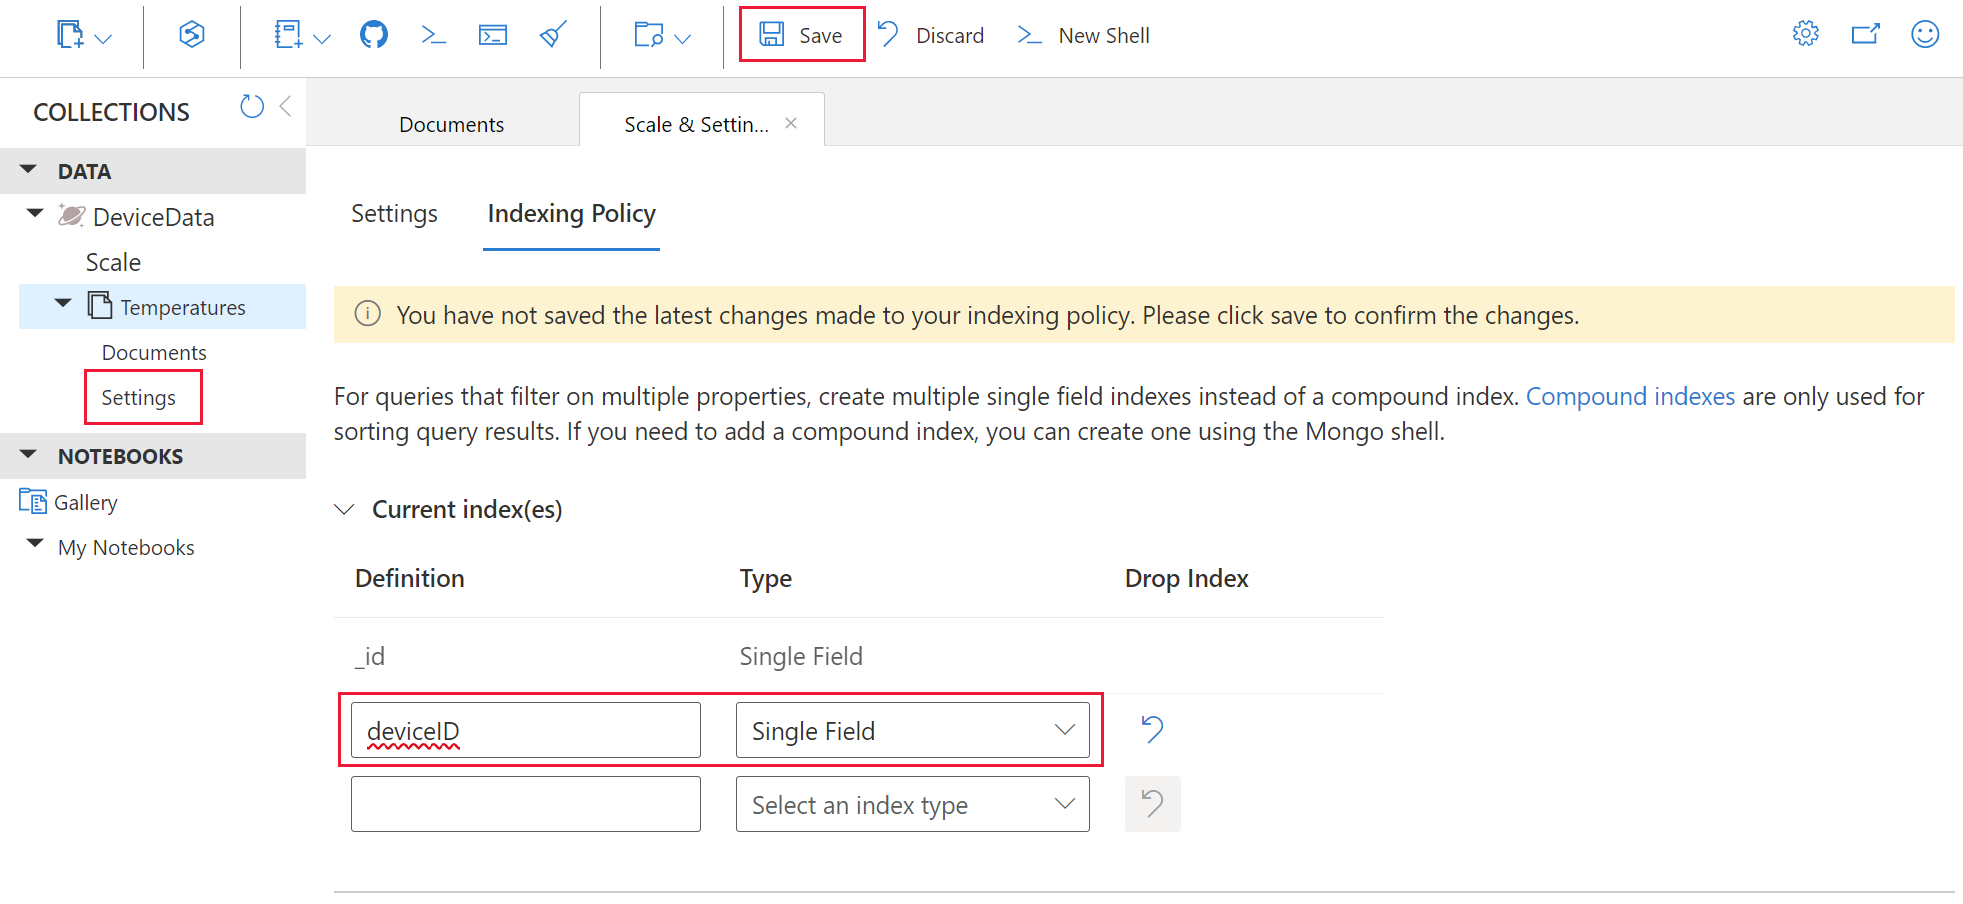 Save
Discard
New Shell
COLLECTIONS
Documents
Scale & Settin...
DATA
DeviceData
Scale
Temperatures
Documents
Settings
NOTEBOOKS
Gallery
My Notebooks
Settings
Indexing Policy
You have not saved the latest changes made to your indexing policy. Please click save to confirm the changes.
For queries that filter on multiple properties, create multiple single field indexes instead of a compound index. Compound indexes are only used for
sorting query results. If you need to add a compound index, you can create one using the Mongo shell.
Current index(es)
Definition Type Drop Index
_id Single Field
deviceID Single Field
Select an index type